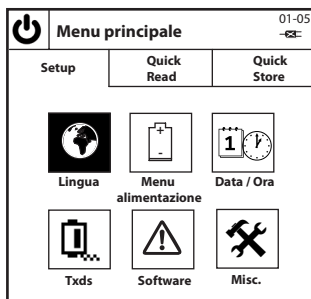 Menu principale
01-05
Setup
Quick
Read
Quick
Store
+
-
1
Lingua
Menu
alimentazione
Data / Ora
Txds
Software
Misc.